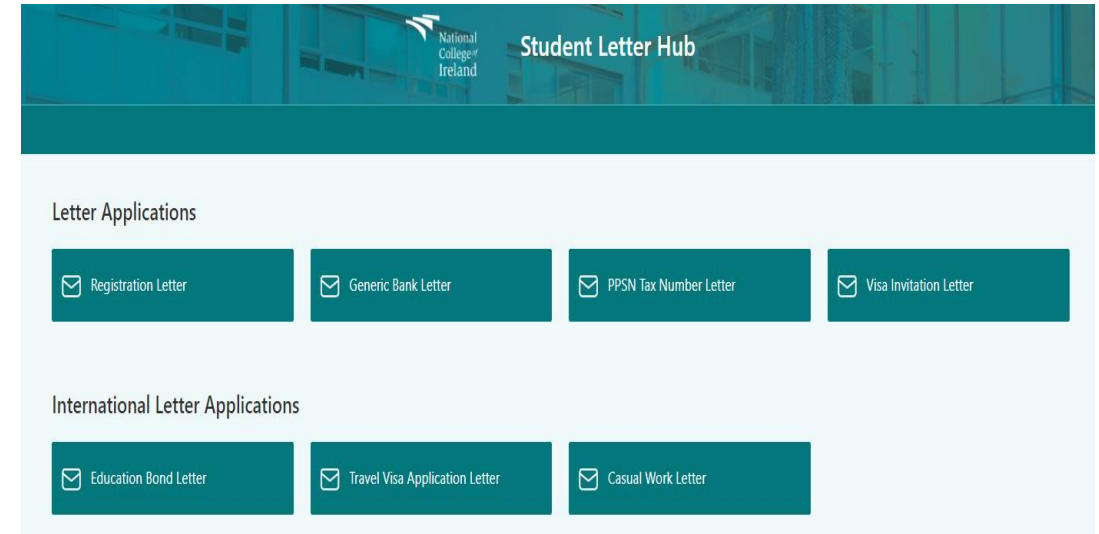 National
College of
Ireland
Student Letter Hub
Letter Applications
Registration Letter
Generic Bank Letter
PPSN Tax Number Letter
Visa Invitation Letter
International Letter Applications
Education Bond Letter
Travel Visa Application Letter
Casual Work Letter